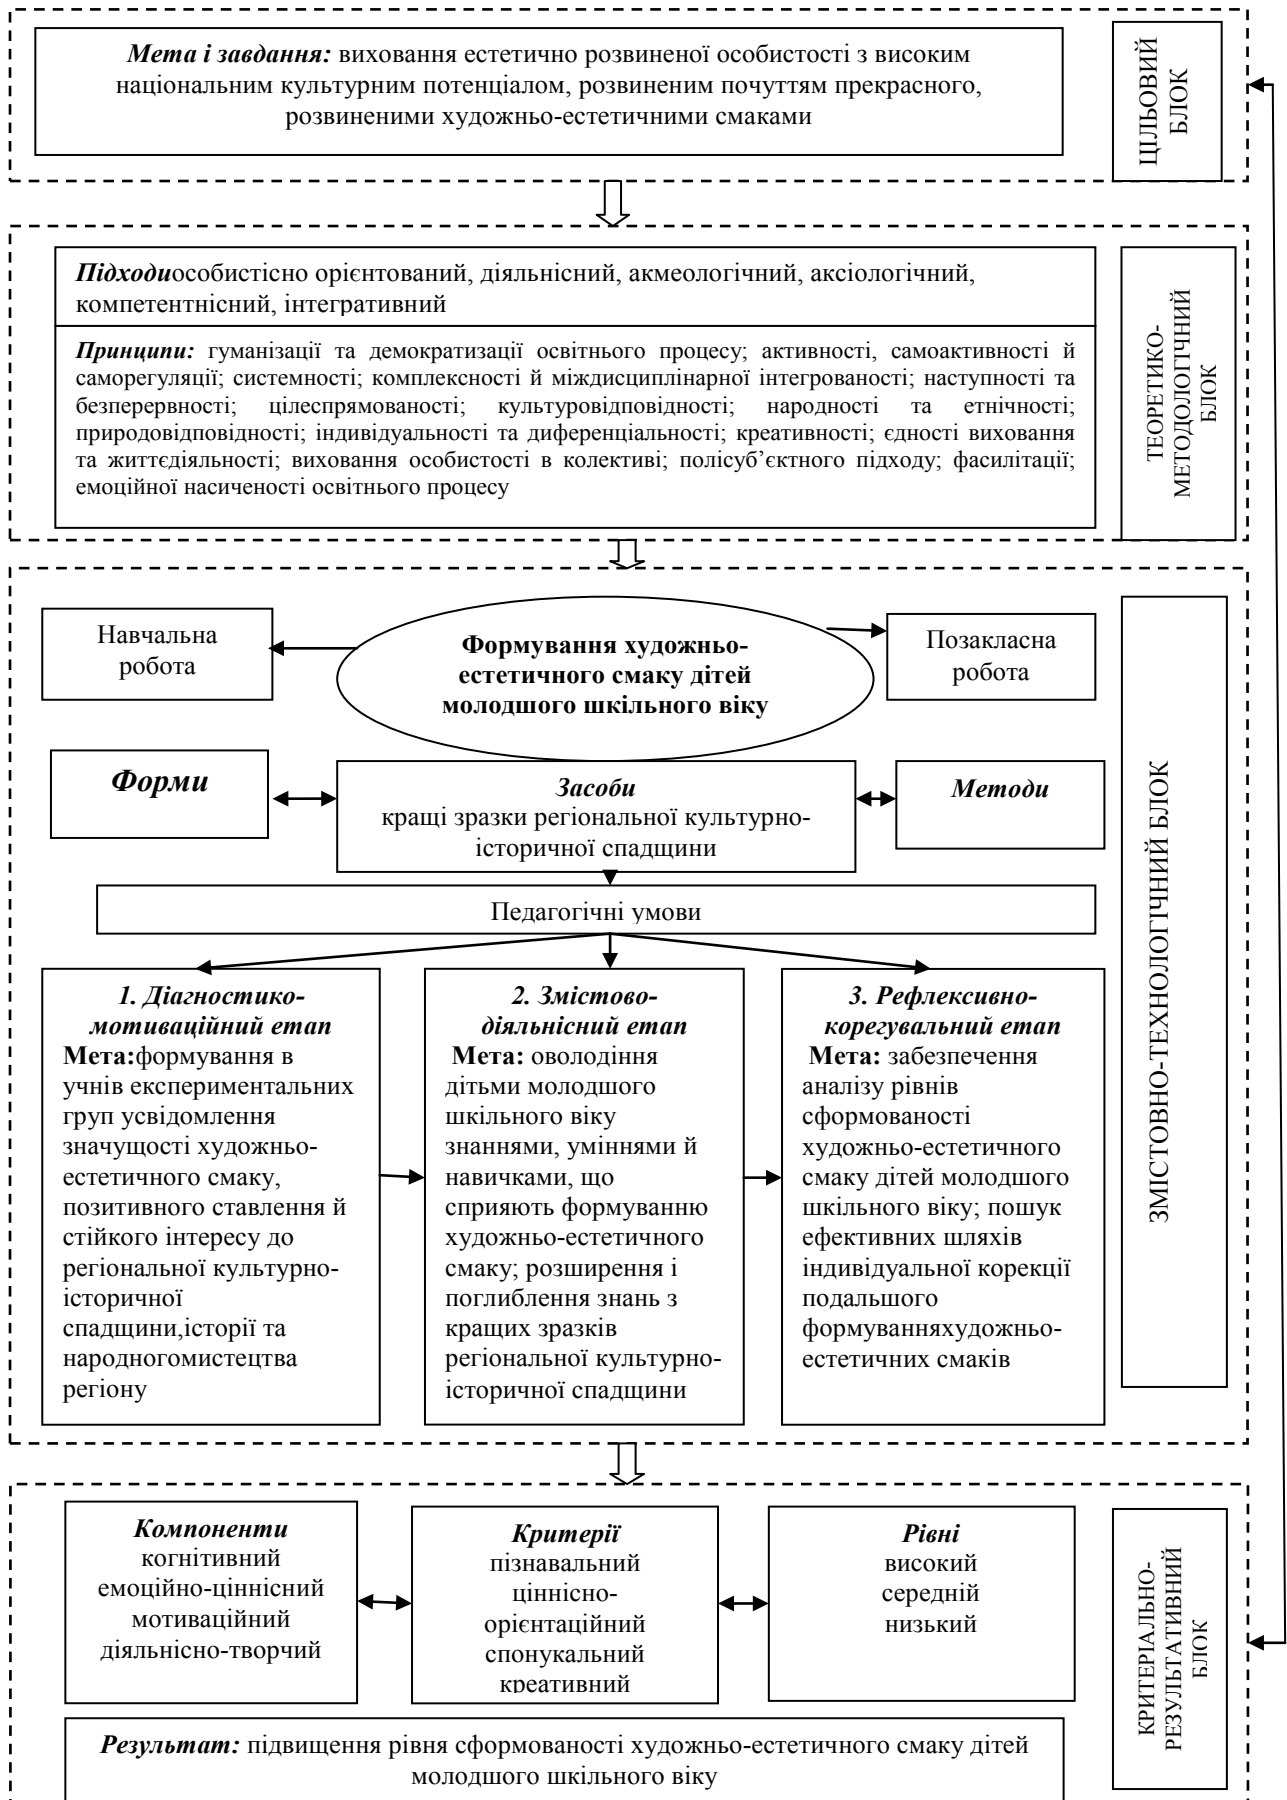 Мета і завдання: виховання естетично розвиненої особистості з високим
національним культурним потенціалом, розвиненим почуттям прекрасного,
розвиненими художньо-естетичними смаками
ЦІЛЬОВИЙ
БЛОК
Підходиособистісно орієнтований, діяльнісний, акмеологічний, аксіологічний,
компетентнісний, інтегративний
Принципи: гуманізації та демократизації освітнього процесу; активності, самоактивності й
саморегуляції; системності; комплексності й міждисциплінарної інтегрованості; наступності та
безперервності; цілеспрямованості; культуровідповідності; народності та етнічності;
природовідповідності; індивідуальності та диференціальності; креативності; єдності виховання
та життєдіяльності; виховання особистості в колективі; полісуб’єктного підходу; фасилітації;
емоційної насиченості освітнього процесу
ТЕОРЕТИКО-
МЕТОДОЛОГІЧНИЙ
БЛОК
Навчальна
робота
Формування художньо-
естетичного смаку дітей
молодшого шкільного віку
Позакласна
робота
Форми
Засоби
кращі зразки регіональної культурно-
історичної спадщини
Методи
Педагогічні умови
1. Діагностико-
мотиваційний етап
Мета:формування в
учнів експериментальних
груп усвідомлення
значущості художньо-
естетичного смаку,
позитивного ставлення й
стійкого інтересу до
регіональної культурно-
історичної
спадщини,історії та
народногомистецтва
регіону
2. Змістово-
діяльнісний етап
Мета: оволодіння
дітьми молодшого
шкільного віку
знаннями, уміннями й
навичками, що
сприяють формуванню
художньо-естетичного
смаку; розширення і
поглиблення знань з
кращих зразків
регіональної культурно-
історичної спадщини
3. Рефлексивно-
корегувальний етап
Мета: забезпечення
аналізу рівнів
сформованості
художньо-естетичного
смаку дітей молодшого
шкільного віку; пошук
ефективних шляхів
індивідуальної корекції
подальшого
формуванняхудожньо-
естетичних смаків
ЗМІСТОВНО-ТЕХНОЛОГІЧНИЙ БЛОК
Компоненти
когнітивний
емоційно-ціннісний
мотиваційний
діяльнісно-творчий
Критерії
пізнавальний
ціннісно-
орієнтаційний
спонукальний
креативний
Рівні
високий
середній
низький
КРИТЕРІАЛЬНО-
РЕЗУЛЬТАТИВНИЙ
БЛОК
Результат: підвищення рівня сформованості художньо-естетичного смаку дітей
молодшого шкільного віку